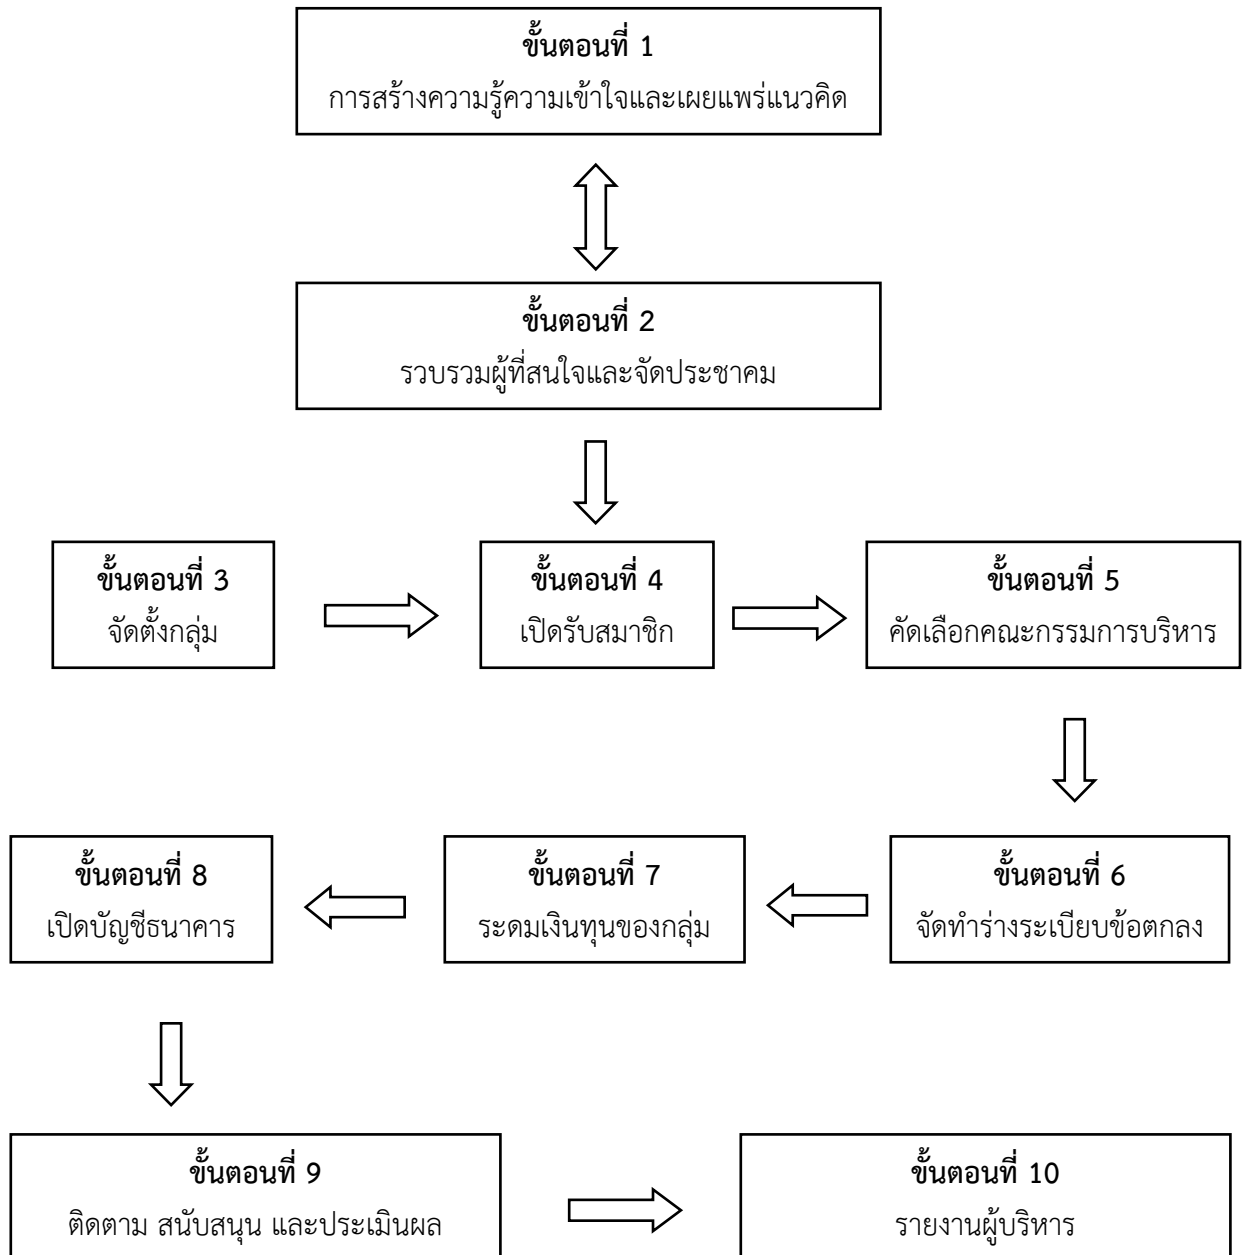 ขั้นตอนที่ 1
การสร้างความรู้ความเข้าใจและเผยแพร่แนวคิด
ขั้นตอนที่ 2
รวบรวมผู้ที่สนใจและจัดประชาคม
ขั้นตอนที่ 3
จัดตั้งกลุ่ม
ขั้นตอนที่ 4
เปิดรับสมาชิก
ขั้นตอนที่ 5
คัดเลือกคณะกรรมการบริหาร
ขั้นตอนที่ 6
จัดทำร่างระเบียบข้อตกลง
ขั้นตอนที่ 7
ระดมเงินทุนของกลุ่ม
ขั้นตอนที่ 8
เปิดบัญชีธนาคาร
ขั้นตอนที่ 9
ติดตาม สนับสนุน และประเมินผล
ขั้นตอนที่ 10
รายงานผู้บริหาร